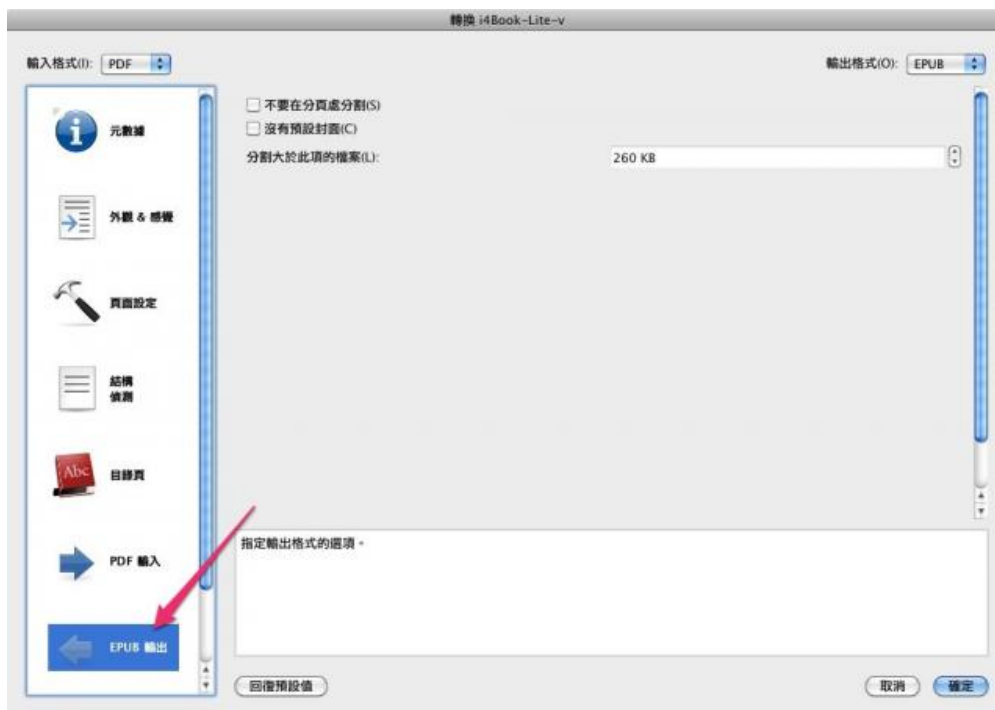 轉換 i4Book-Lite-v
輸入格式(I): PDF
輸出格式(O): EPUB
元數據
外觀 & 感覺
頁面設定
結構
偵測
Abc
目錄頁
PDF 輸入
EPUB 輸出
不要在分頁處分割(S)
沒有預設封面(C)
分割大於此項的檔案(L): 260 KB
指定輸出格式的選項。
回復預設值
取消
確定